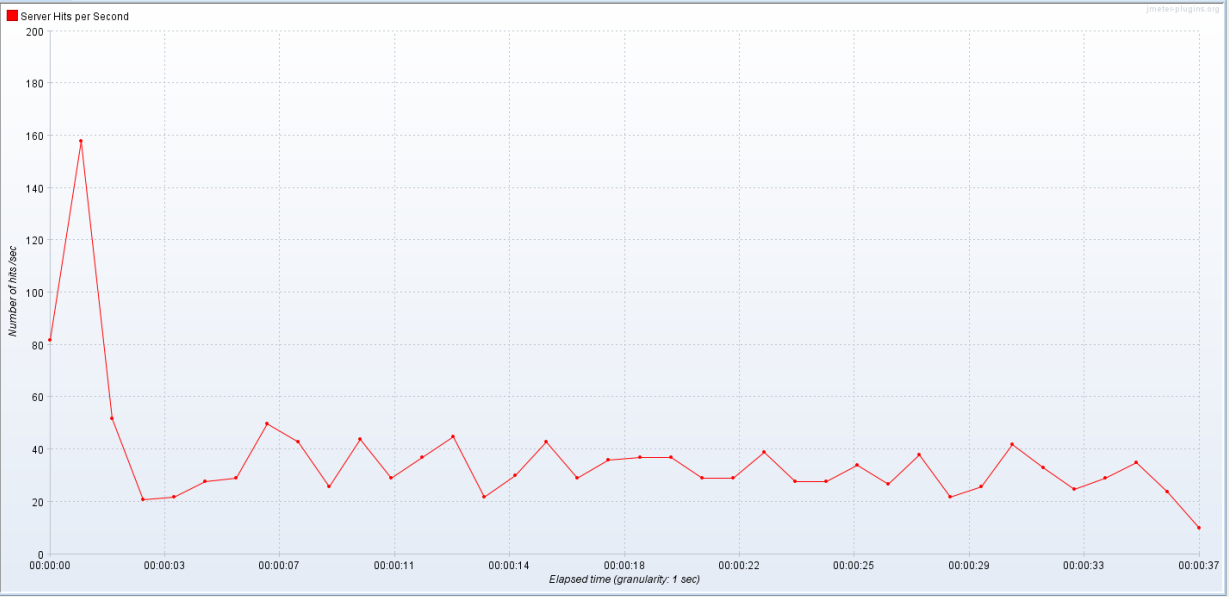 jmeter-plugins.org
Server Hits per Second
200
180
160
140
120
100
80
60
40
20
0
Number of hits/sec
00:00:00 00:00:03 00:00:07 00:00:11 00:00:14 00:00:18 00:00:22 00:00:25 00:00:29 00:00:33 00:00:37
Elapsed time (granularity: 1 sec)